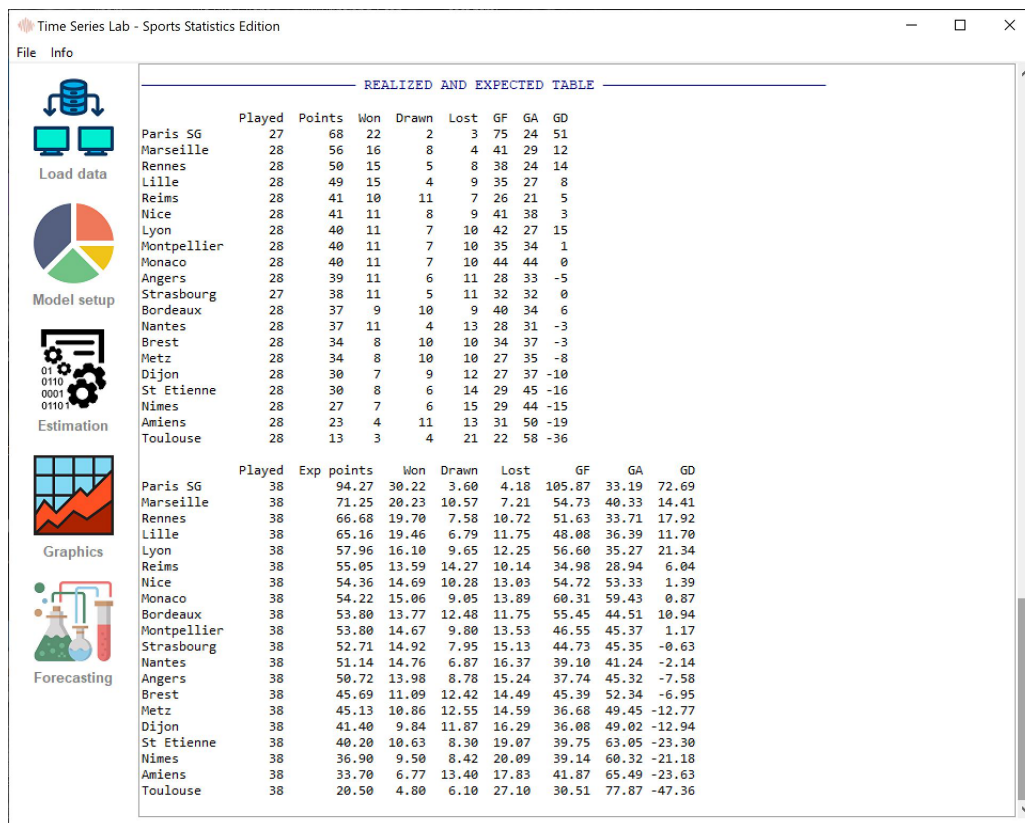 Time Series Lab - Sports Statistics Edition
File Info
Load data
Model setup
01
0110
0001
01101
Estimation
Graphics
Forecasting
REALIZED AND EXPECTED TABLE
Played Points Won Drawn Lost GF GA GD
Paris SG 27 68 22 2 3 75 24 51
Marseille 28 56 16 8 4 41 29 12
Rennes 28 50 15 5 8 38 24 14
Lille 28 49 15 4 9 35 27 8
Reims 28 41 10 11 7 26 21 5
Nice 28 41 11 8 9 41 38 3
Lyon 28 40 11 7 10 42 27 15
Montpellier 28 40 11 7 10 35 34 1
Monaco 28 40 11 7 10 44 44 0
Angers 28 39 11 6 11 28 33 -5
Strasbourg 27 38 11 5 11 32 32 0
Bordeaux 28 37 9 10 9 40 34 6
Nantes 28 37 11 4 13 28 31 -3
Brest 28 34 8 10 10 34 37 -3
Metz 28 34 8 10 10 27 35 -8
Dijon 28 30 7 9 12 27 37 -10
St Etienne 28 30 8 6 14 29 45 -16
Nimes 28 27 7 6 15 29 44 -15
Amiens 28 23 4 11 13 31 50 -19
Toulouse 28 13 3 4 21 22 58 -36
Played Exp points Won Drawn Lost GF GA GD
Paris SG 38 94.27 30.22 3.60 4.18 105.87 33.19 72.69
Marseille 38 71.25 20.23 10.57 7.21 54.73 40.33 14.41
Rennes 38 66.68 19.70 7.58 10.72 51.63 33.71 17.92
Lille 38 65.16 19.46 6.79 11.75 48.08 36.39 11.70
Lyon 38 57.96 16.10 9.65 12.25 56.60 35.27 21.34
Reims 38 55.05 13.59 14.27 10.14 34.98 28.94 6.04
Nice 38 54.36 14.69 10.28 13.03 54.72 53.33 1.39
Monaco 38 54.22 15.06 9.05 13.89 60.31 59.43 0.87
Bordeaux 38 53.80 13.77 12.48 11.75 55.45 44.51 10.94
Montpellier 38 53.80 14.67 9.80 13.53 46.55 45.37 1.17
Strasbourg 38 52.71 14.92 7.95 15.13 44.73 45.35 -0.63
Nantes 38 51.14 14.76 6.87 16.37 39.10 41.24 -2.14
Angers 38 50.72 13.98 8.78 15.24 37.74 45.32 -7.58
Brest 38 45.69 11.09 12.42 14.49 45.39 52.34 -6.95
Metz 38 45.13 10.86 12.55 14.59 36.68 49.45 -12.77
Dijon 38 41.40 9.84 11.87 16.29 36.08 49.02 -12.94
St Etienne 38 40.20 10.63 8.30 19.07 39.75 63.05 -23.30
Nimes 38 36.90 9.50 8.42 20.09 39.14 60.32 -21.18
Amiens 38 33.70 6.77 13.40 17.83 41.87 65.49 -23.63
Toulouse 38 20.50 4.80 6.10 27.10 30.51 77.87 -47.36